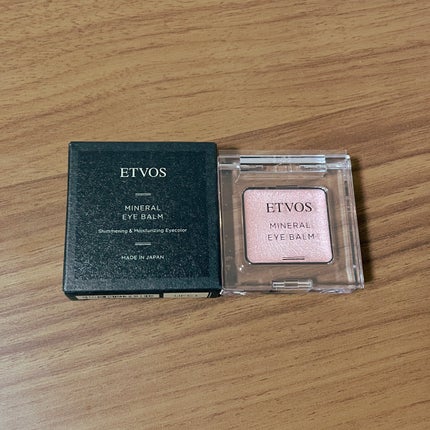 ETVOS
MINERAL
EYE BALM
Shimmering & Moisturizing Eyecolor
MADE IN JAPAN
ETVOS
MINERAL
EYE BALM